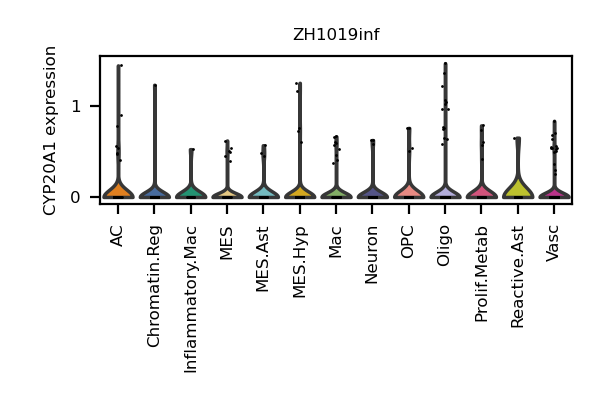 ZH1019inf
CYP20A1 expression
1
0
AC
Chromatin.Reg
Inflammatory.Mac
MES
MES.Ast
MES.Hyp
Mac
Neuron
OPC
Oligo
Prolif.Metab
Reactive.Ast
Vasc